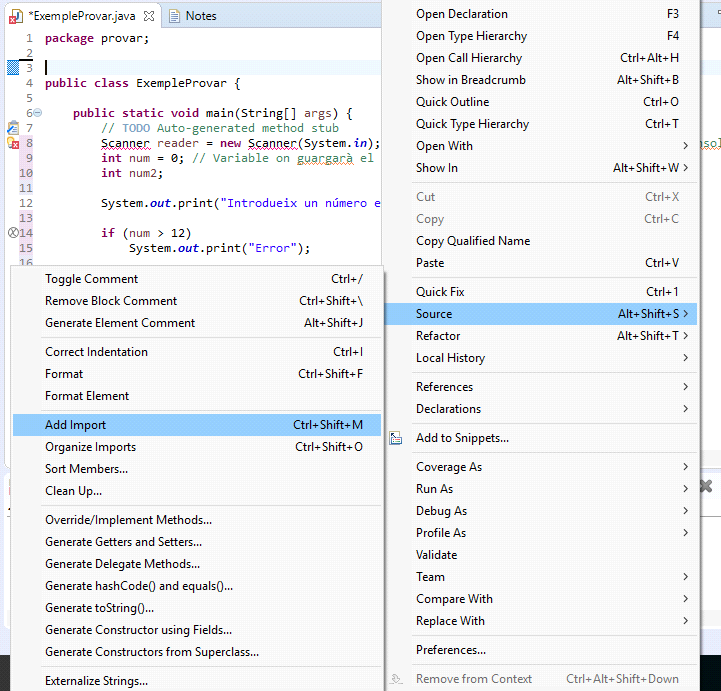 *ExempleProvar.java
Notes
1 package provar;
2
3
4 public class ExempleProvar {
5
6 public static void main(String[] args) {
7 // TODO Auto-generated method stub
8 Scanner reader = new Scanner(System.in);
9 int num = 0; // Variable on guargarà el
10 int num2;
11
12 System.out.print("Introdueix un número e
13
14 if (num > 12)
15 System.out.print("Error");
16
Toggle Comment Ctrl+/
Remove Block Comment Ctrl+Shift+\
Generate Element Comment Alt+Shift+J
Correct Indentation Ctrl+I
Format Ctrl+Shift+F
Format Element
Add Import Ctrl+Shift+M
Organize Imports Ctrl+Shift+O
Sort Members...
Clean Up...
Override/Implement Methods...
Generate Getters and Setters...
Generate Delegate Methods...
Generate hashCode() and equals()...
Generate toString()...
Generate Constructor using Fields...
Generate Constructors from Superclass...
Externalize Strings...
Open Declaration F3
Open Type Hierarchy F4
Open Call Hierarchy Ctrl+Alt+H
Show in Breadcrumb Alt+Shift+B
Quick Outline Ctrl+O
Quick Type Hierarchy Ctrl+T
Open With
Show In Alt+Shift+W
Cut Ctrl+X
Copy Ctrl+C
Copy Qualified Name
Paste Ctrl+V
Quick Fix Ctrl+1
Source Alt+Shift+S
Refactor Alt+Shift+T
Local History
References
Declarations
Add to Snippets...
Coverage As
Run As
Debug As
Profile As
Validate
Team
Compare With
Replace With
Preferences...
Remove from Context Ctrl+Alt+Shift+Down